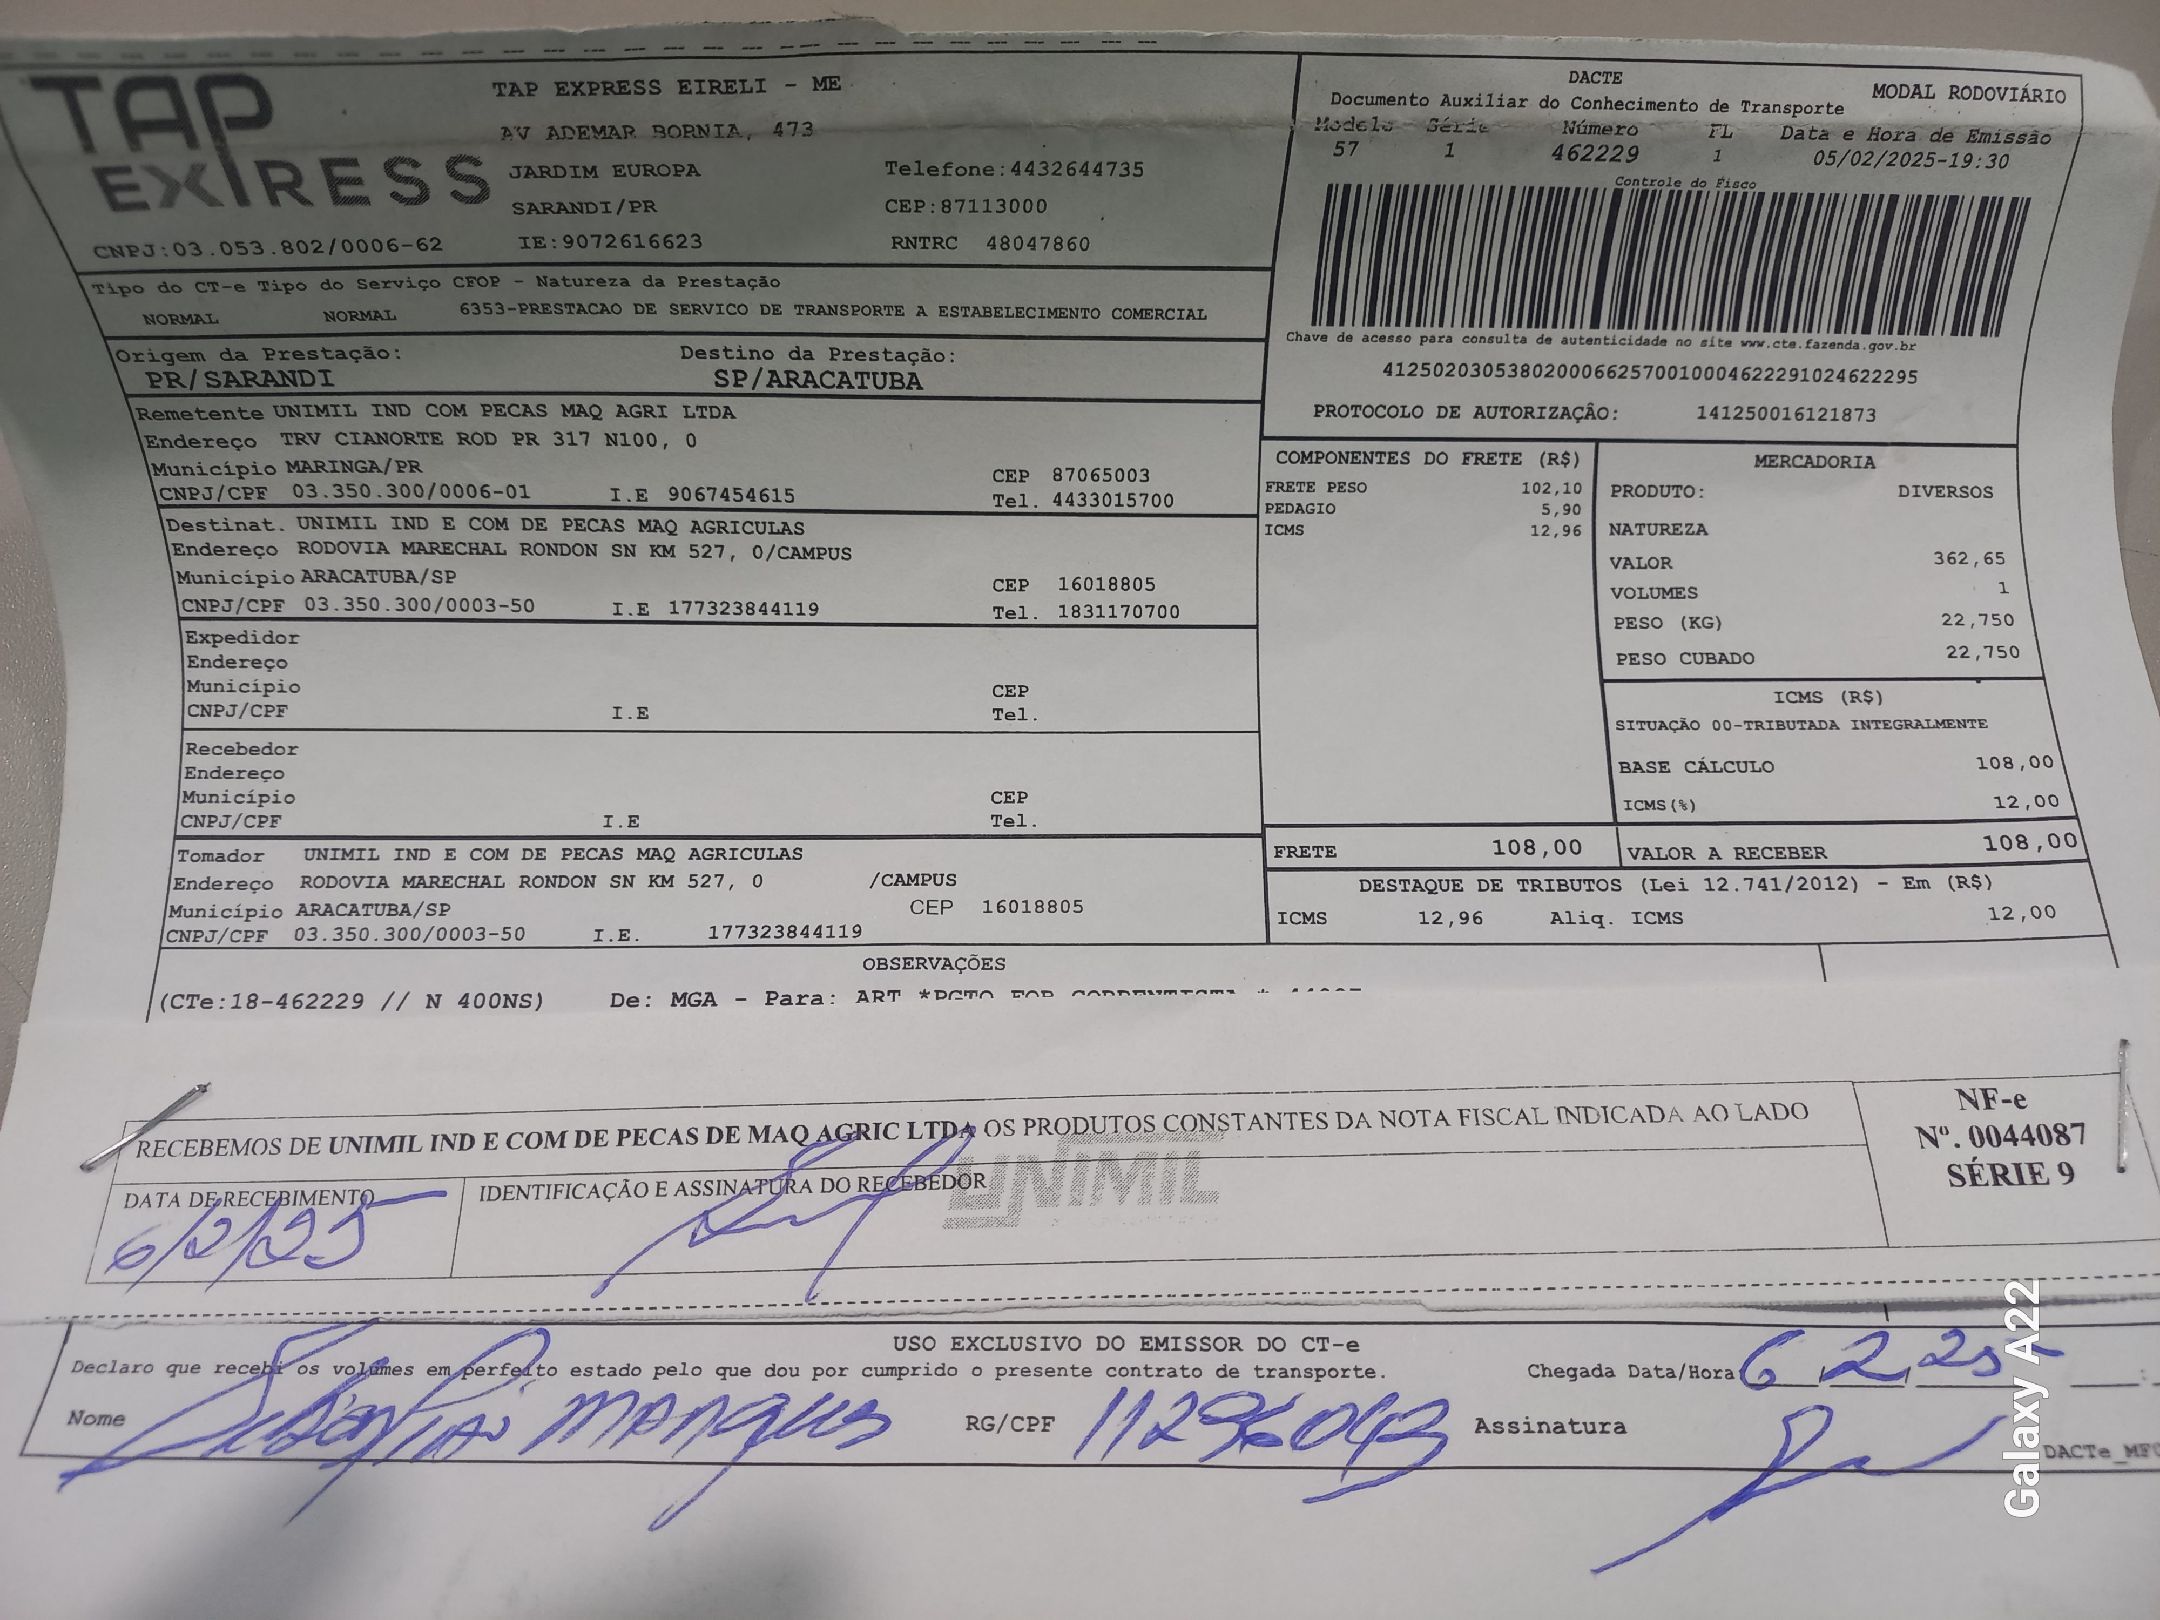 TAP EXPRESS
TAP EXPRESS EIRELI - ME
AV ADEMAR BORNIA, 473
JARDIM EUROPA Telefone:4432644735
SARANDI/PR CEP:87113000
CNPJ:03.053.802/0006-62 IE:9072616623 RNTRC 48047860
DACTE MODAL RODOVIÁRIO
Documento Auxiliar do Conhecimento de Transporte
Modelo Série Número FL Data e Hora de Emissão
57 1 462229 1 05/02/2025-19:30
Controle do Fisco
Chave de acesso para consulta de autenticidade no site www.cte.fazenda.gov.br
41250203053802000662570010004622291024622295
PROTOCOLO DE AUTORIZAÇÃO: 141250016121873
Tipo do CT-e Tipo do Serviço CFOP - Natureza da Prestação
NORMAL NORMAL 6353-PRESTACAO DE SERVICO DE TRANSPORTE A ESTABELECIMENTO COMERCIAL
Origem da Prestação: Destino da Prestação:
PR/SARANDI SP/ARACATUBA
Remetente UNIMIL IND COM PECAS MAQ AGRI LTDA
Endereço TRV CIANORTE ROD PR 317 N100, 0
Município MARINGA/PR CEP 87065003
CNPJ/CPF 03.350.300/0006-01 I.E 9067454615 Tel. 4433015700
Destinat. UNIMIL IND E COM DE PECAS MAQ AGRICULAS
Endereço RODOVIA MARECHAL RONDON SN KM 527, 0/CAMPUS
Município ARACATUBA/SP CEP 16018805
CNPJ/CPF 03.350.300/0003-50 I.E 177323844119 Tel. 1831170700
Expedidor
Endereço
Município CEP
CNPJ/CPF I.E Tel.
Recebedor
Endereço
Município CEP
CNPJ/CPF I.E Tel.
Tomador UNIMIL IND E COM DE PECAS MAQ AGRICULAS
Endereço RODOVIA MARECHAL RONDON SN KM 527, 0 /CAMPUS
Município ARACATUBA/SP CEP 16018805
CNPJ/CPF 03.350.300/0003-50 I.E. 177323844119
COMPONENTES DO FRETE (R$)
FRETE PESO 102,10
PEDAGIO 5,90
ICMS 12,96
MERCADORIA
PRODUTO: DIVERSOS
NATUREZA
VALOR 362,65
VOLUMES 1
PESO (KG) 22,750
PESO CUBADO 22,750
ICMS (R$)
SITUAÇÃO 00-TRIBUTADA INTEGRALMENTE
BASE CÁLCULO 108,00
ICMS(%) 12,00
FRETE 108,00 VALOR A RECEBER 108,00
DESTAQUE DE TRIBUTOS (Lei 12.741/2012) - Em (R$)
ICMS 12,96 Aliq. ICMS 12,00
OBSERVAÇÕES
(CTe:18-462229 // N 400NS) De: MGA - Para: ART *PGTO FOB CORRENTISTA *
RECEBEMOS DE UNIMIL IND E COM DE PECAS DE MAQ AGRIC LTDA OS PRODUTOS CONSTANTES DA NOTA FISCAL INDICADA AO LADO
NF-e
Nº. 0044087
SÉRIE 9
DATA DE RECEBIMENTO IDENTIFICAÇÃO E ASSINATURA DO RECEBEDOR
UNIMIL
6/2/25
USO EXCLUSIVO DO EMISSOR DO CT-e
Declaro que recebi os volumes em perfeito estado pelo que dou por cumprido o presente contrato de transporte. Chegada Data/Hora 6 2 25 :
Nome RG/CPF Assinatura
Galaxy A22